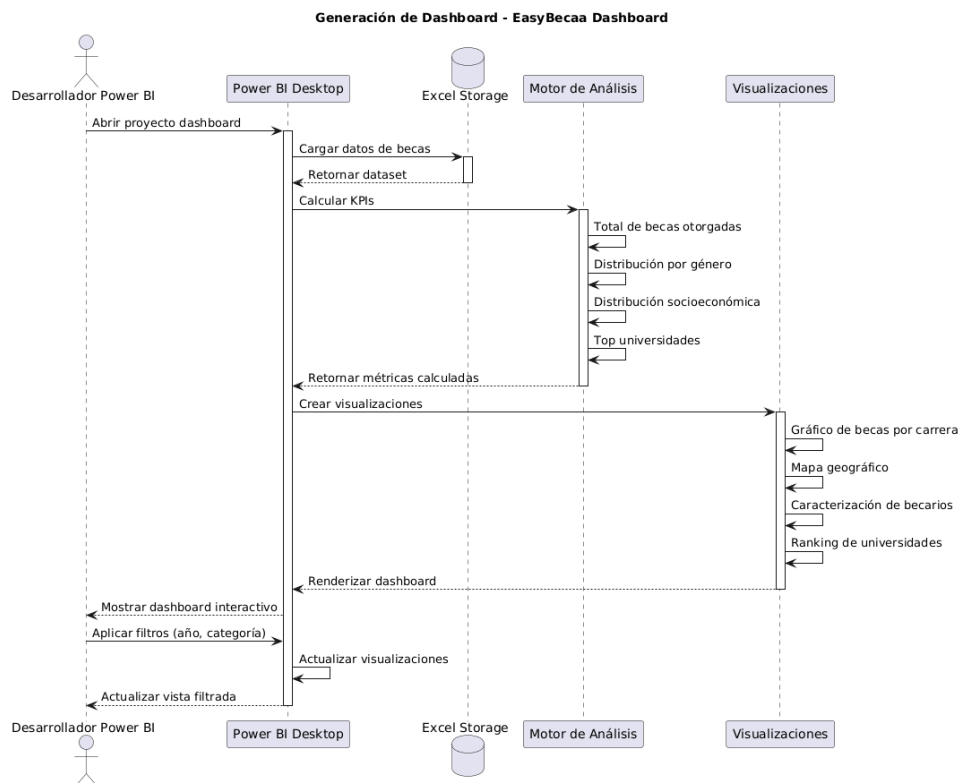 Generación de Dashboard - EasyBecaa Dashboard
Desarrollador Power BI
Power BI Desktop
Excel Storage
Motor de Análisis
Visualizaciones
Abrir proyecto dashboard
Cargar datos de becas
Retornar dataset
Calcular KPIs
Total de becas otorgadas
Distribución por género
Distribución socioeconómica
Top universidades
Retornar métricas calculadas
Crear visualizaciones
Gráfico de becas por carrera
Mapa geográfico
Caracterización de becarios
Ranking de universidades
Renderizar dashboard
Mostrar dashboard interactivo
Aplicar filtros (año, categoría)
Actualizar visualizaciones
Actualizar vista filtrada
Desarrollador Power BI
Power BI Desktop
Excel Storage
Motor de Análisis
Visualizaciones